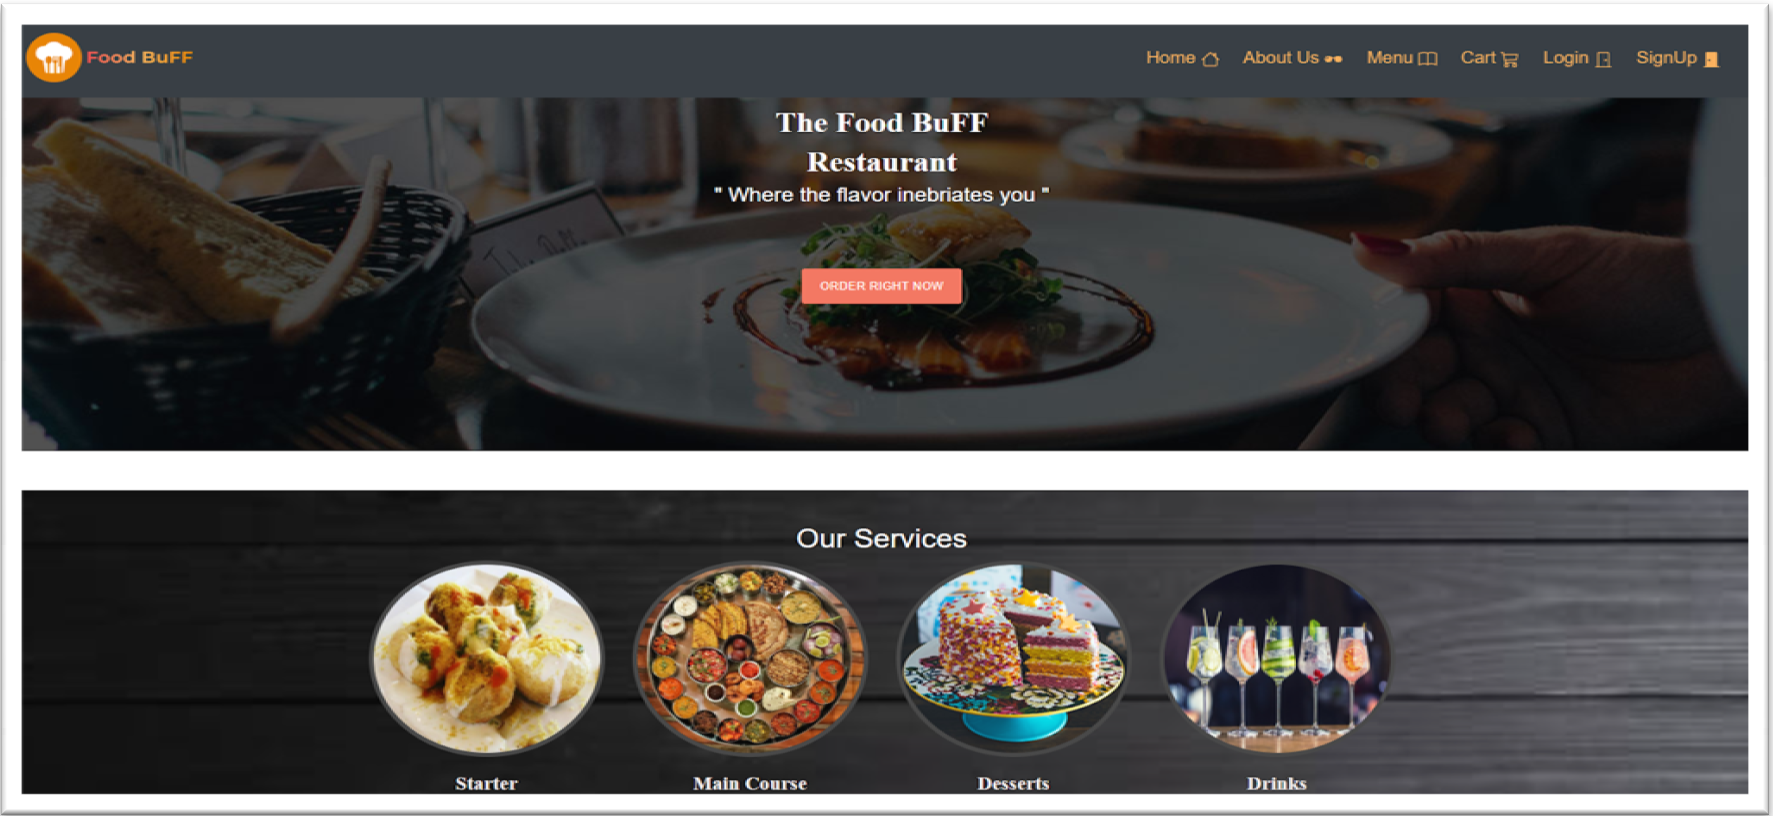 Food BuFF
Home
About Us
Menu
Cart
Login
SignUp
The Food BuFF
Restaurant
" Where the flavor inebriates you "
ORDER RIGHT NOW
Our Services
Starter
Main Course
Desserts
Drinks